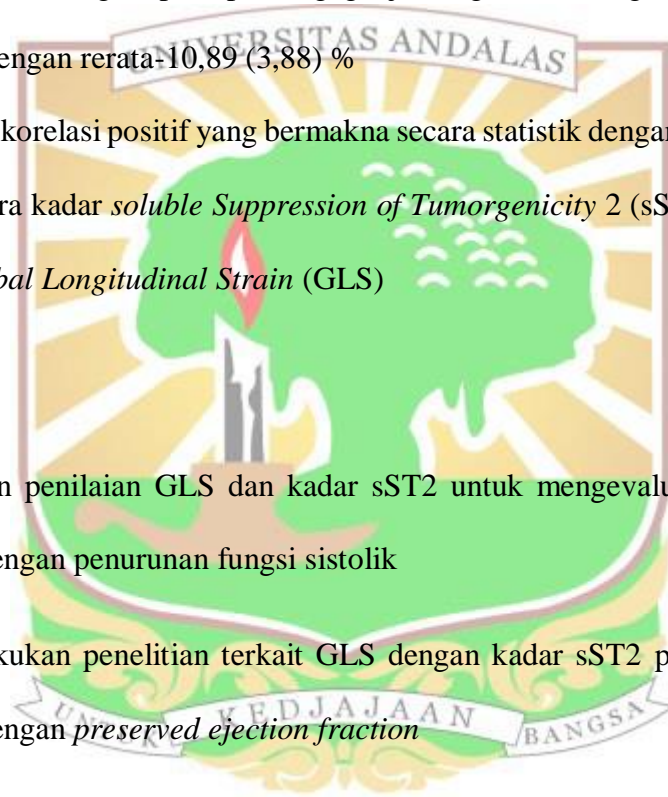 UNIVERSITAS ANDALAS
engan rerata-10,89 (3,88) %
korelasi positif yang bermakna secara statistik dengan
ra kadar soluble Suppression of Tumorgenicity 2 (sS
bal Longitudinal Strain (GLS)
n penilaian GLS dan kadar sST2 untuk mengevalu
engan penurunan fungsi sistolik
kukan penelitian terkait GLS dengan kadar sST2 p
engan preserved ejection fraction
UNTUK KEDJAJAAN BANGSA